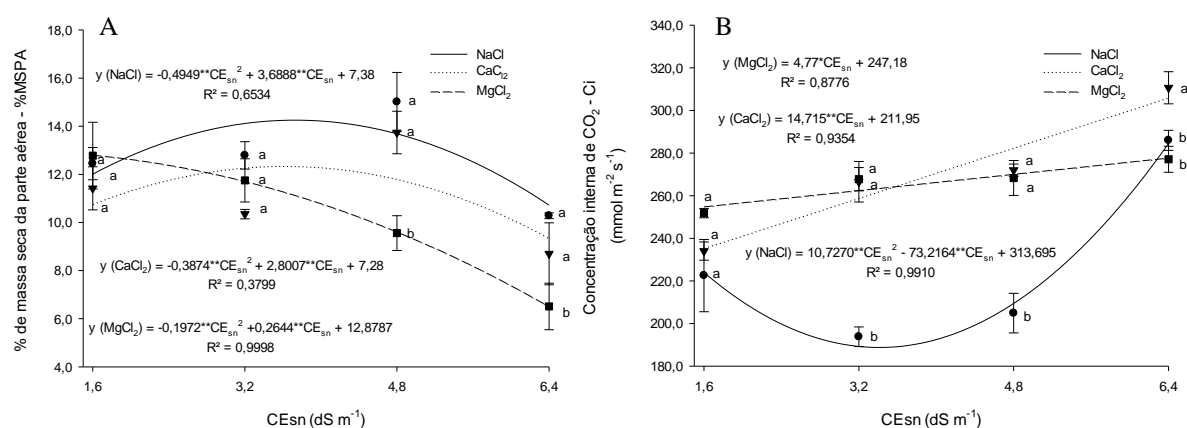 A
18,0
16,0
14,0
12,0
10,0
8,0
6,0
4,0
% de massa seca da parte aérea - %MSPA
NaCl
CaCl2
MgCl2
y (NaCl) = -0,4949**CEsn² + 3,6888**CEsn + 7,38
R² = 0,6534
y (CaCl2) = -0,3874**CEsn² + 2,8007**CEsn + 7,28
R² = 0,3799
y (MgCl2) = -0,1972**CEsn² +0,2644**CEsn + 12,8787
R² = 0,9998
a
a
a
a
a
a
a
b
a
a
b
1,6
3,2
4,8
6,4
CEsn (dS m-1)
B
340,0
320,0
300,0
280,0
260,0
240,0
220,0
200,0
180,0
Concentração interna de CO2 - Ci
(mmol m-2 s-1)
NaCl
CaCl2
MgCl2
y (MgCl2) = 4,77*CEsn + 247,18
R² = 0,8776
y (CaCl2) = 14,715**CEsn + 211,95
R² = 0,9354
y (NaCl) = 10,7270**CEsn² - 73,2164**CEsn + 313,695
R² = 0,9910
a
a
a
a
a
b
a
a
b
a
b
b
1,6
3,2
4,8
6,4
CEsn (dS m-1)